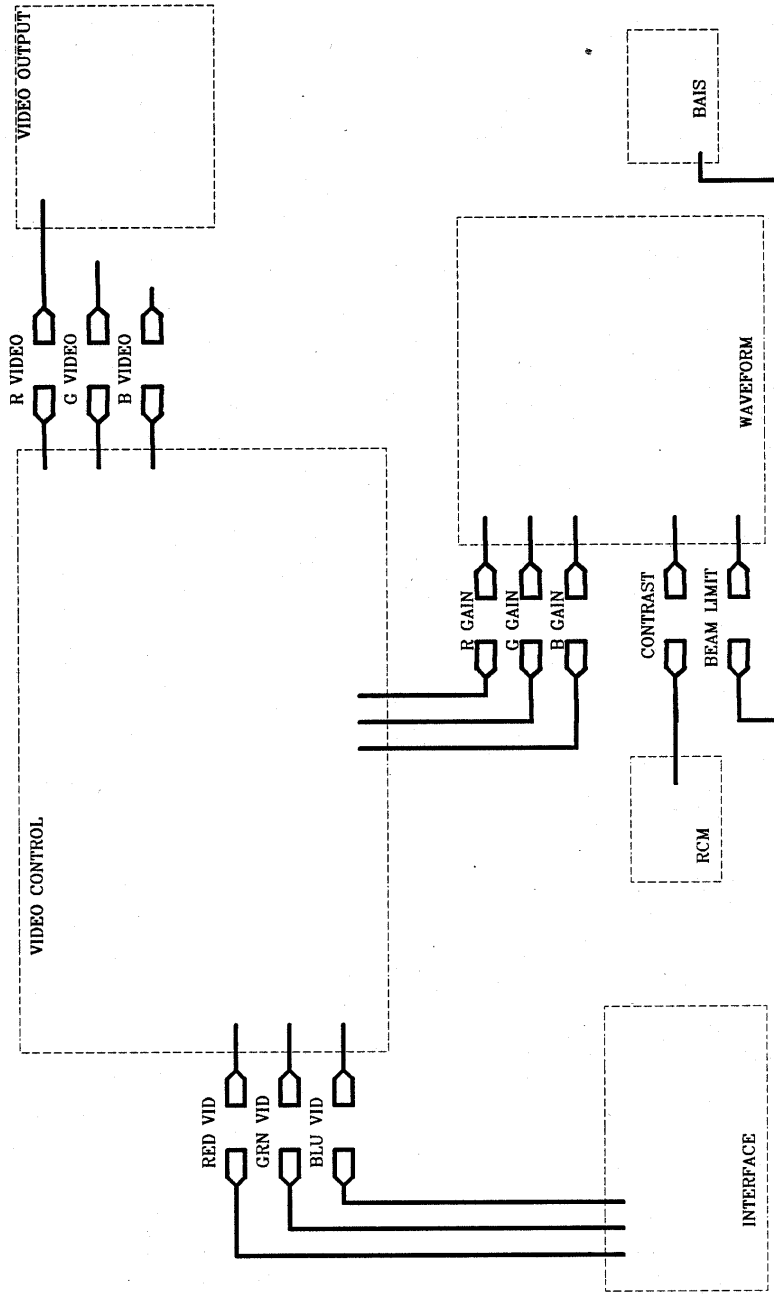 VIDEO OUTPUT
BAIS
R VIDEO
G VIDEO
B VIDEO
WAVEFORM
VIDEO CONTROL
R GAIN
G GAIN
B GAIN
CONTRAST
BEAM LIMIT
RCM
RED VID
GRN VID
BLU VID
INTERFACE